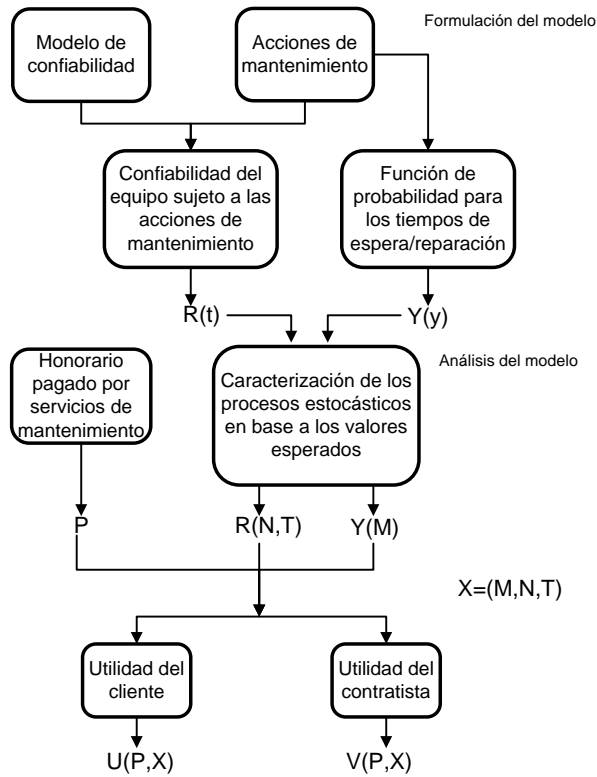 Formulación del modelo
Modelo de
confiabilidad
Acciones de
mantenimiento
Confiabilidad del
equipo sujeto a las
acciones de
mantenimiento
Función de
probabilidad para
los tiempos de
espera/reparación
R(t)
Y(y)
Análisis del modelo
Honorario
pagado por
servicios de
mantenimiento
Caracterización de los
procesos estocásticos
en base a los valores
esperados
P
R(N,T)
Y(M)
X=(M,N,T)
Utilidad del
cliente
Utilidad del
contratista
U(P,X)
V(P,X)